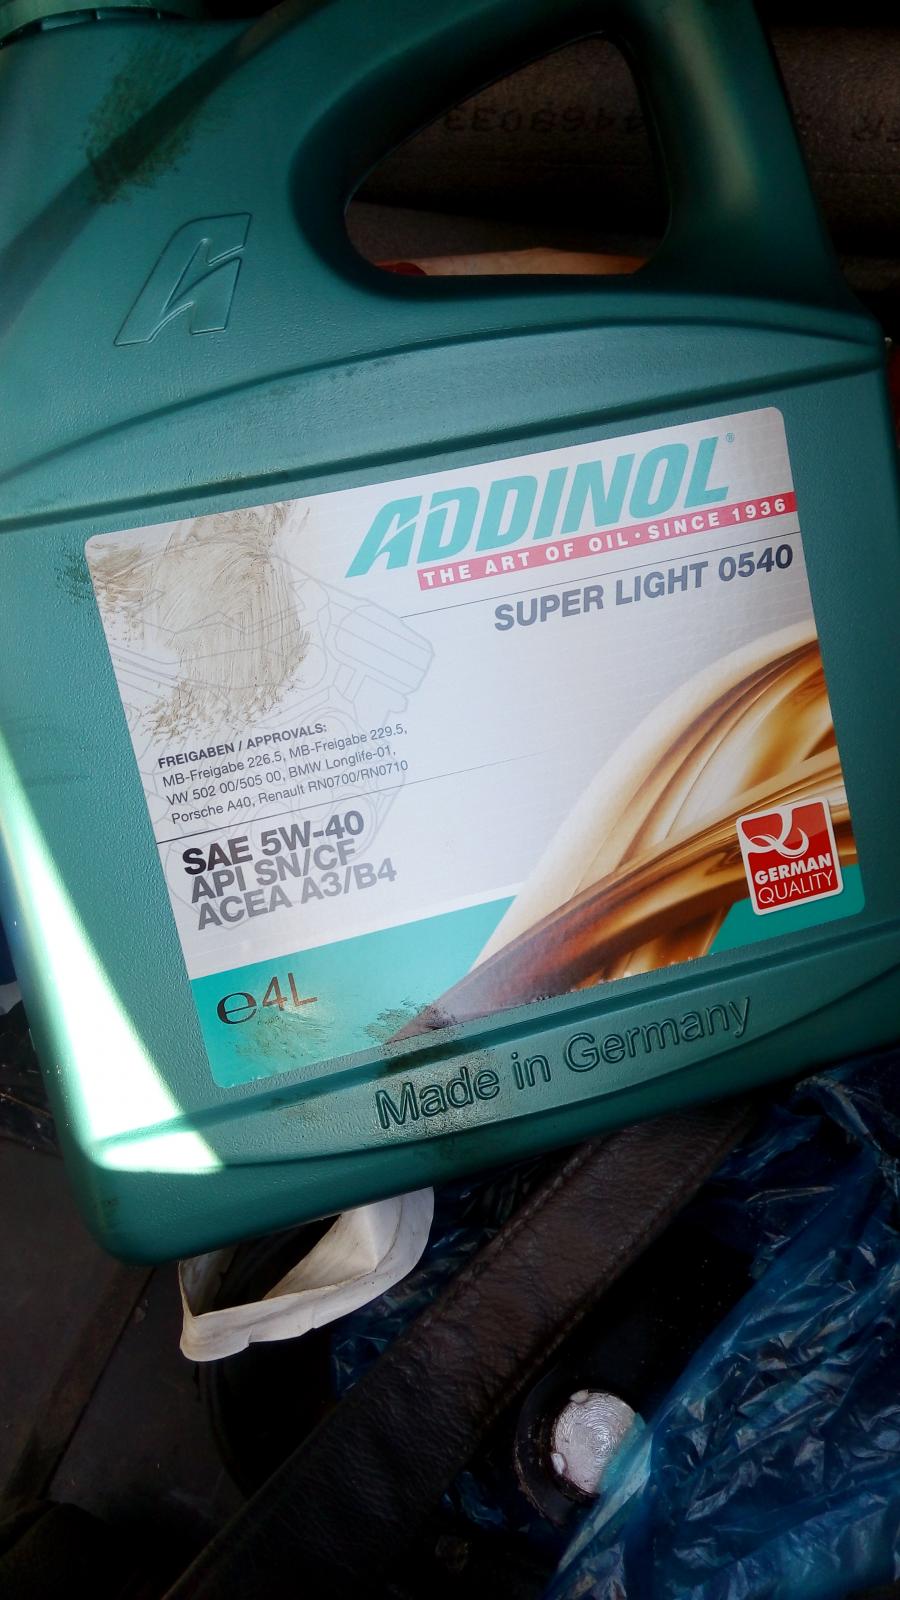 ADDINOL®
THE ART OF OIL · SINCE 1936
SUPER LIGHT 0540
FREIGABEN / APPROVALS:
MB-Freigabe 226.5, MB-Freigabe 229.5,
VW 502 00/505 00, BMW Longlife-01,
Porsche A40, Renault RN0700/RN0710
SAE 5W-40
API SN/CF
ACEA A3/B4
GERMAN
QUALITY
e4L
Made in Germany